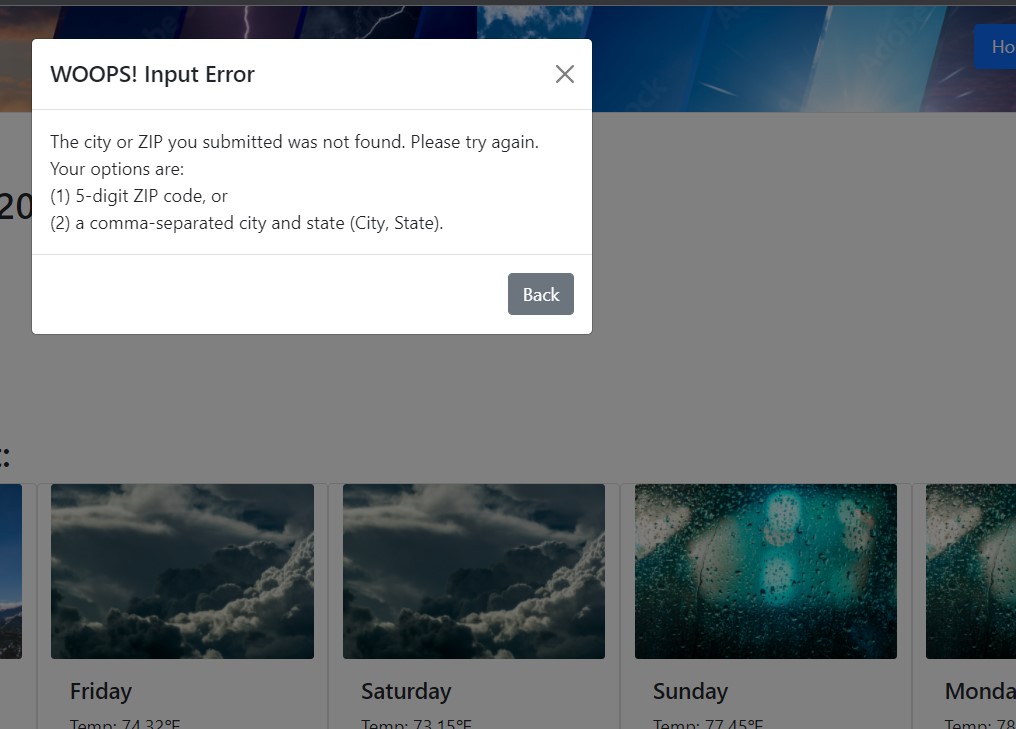 Ho
WOOPS! Input Error
The city or ZIP you submitted was not found. Please try again.
Your options are:
(1) 5-digit ZIP code, or
(2) a comma-separated city and state (City, State).
20
Back
:
Friday
Saturday
Sunday
Monda
Temp: 74.32°F
Temp: 73.15°F
Temp: 77.45°F
Temp: 78